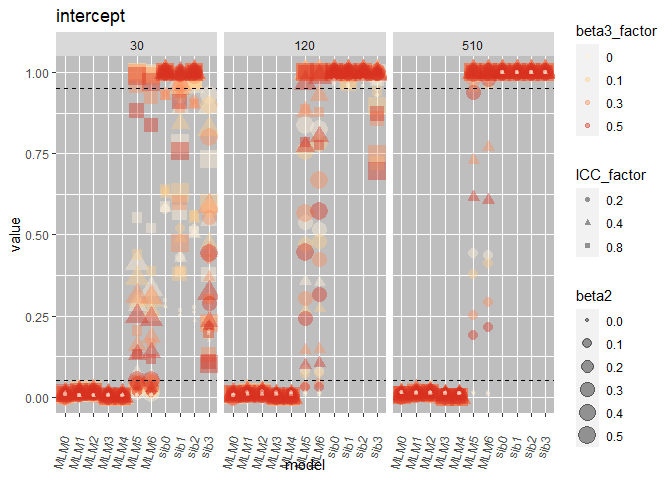 intercept
30
120
510
value
1.00
0.75
0.50
0.25
0.00
MLM0
MLM1
MLM2
MLM3
MLM4
MLM5
MLM6
sib0
sib1
sib2
sib3
MLM0
MLM1
MLM2
MLM3
MLM4
MLM5
MLM6
sib0
sib1
sib2
sib3
MLM0
MLM1
MLM2
MLM3
MLM4
MLM5
MLM6
sib0
sib1
sib2
sib3
model
beta3_factor
0
0.1
0.3
0.5
ICC_factor
0.2
0.4
0.8
beta2
0.0
0.1
0.2
0.3
0.4
0.5